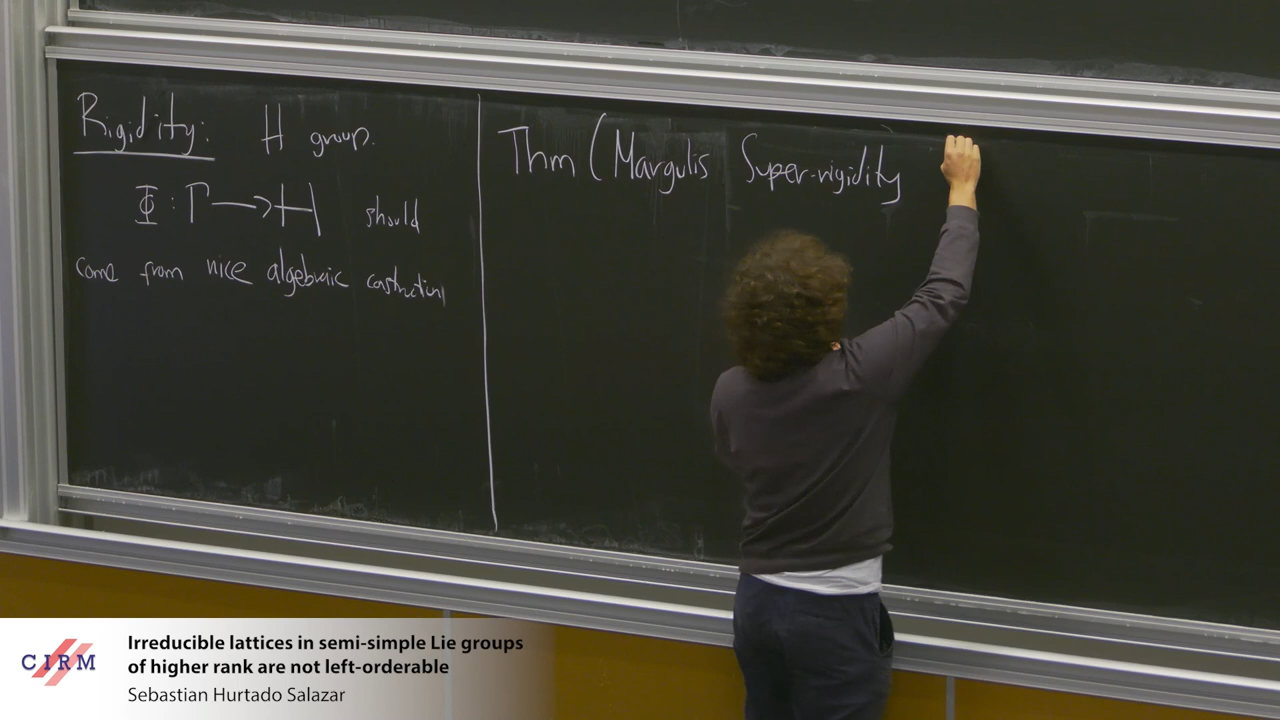 Rigidity: H group.
Φ : Γ → H should
come from nice algebraic constructions
Thm (Margulis Super-rigidity
CIRM
Irreducible lattices in semi-simple Lie groups
of higher rank are not left-orderable
Sebastian Hurtado Salazar